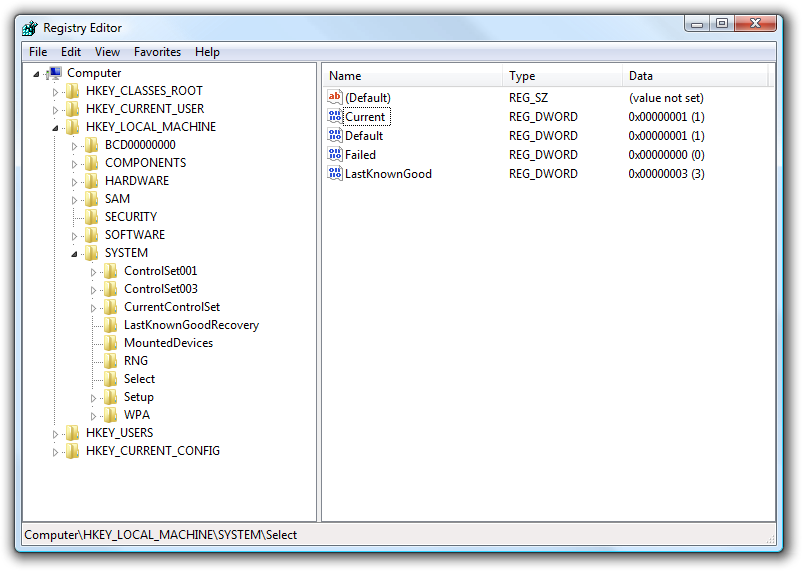 Registry Editor
File Edit View Favorites Help
Computer
HKEY_CLASSES_ROOT
HKEY_CURRENT_USER
HKEY_LOCAL_MACHINE
BCD00000000
COMPONENTS
HARDWARE
SAM
SECURITY
SOFTWARE
SYSTEM
ControlSet001
ControlSet003
CurrentControlSet
LastKnownGoodRecovery
MountedDevices
RNG
Select
Setup
WPA
HKEY_USERS
HKEY_CURRENT_CONFIG
Name Type Data
(Default) REG_SZ (value not set)
Current REG_DWORD 0x00000001 (1)
Default REG_DWORD 0x00000001 (1)
Failed REG_DWORD 0x00000000 (0)
LastKnownGood REG_DWORD 0x00000003 (3)
Computer\HKEY_LOCAL_MACHINE\SYSTEM\Select